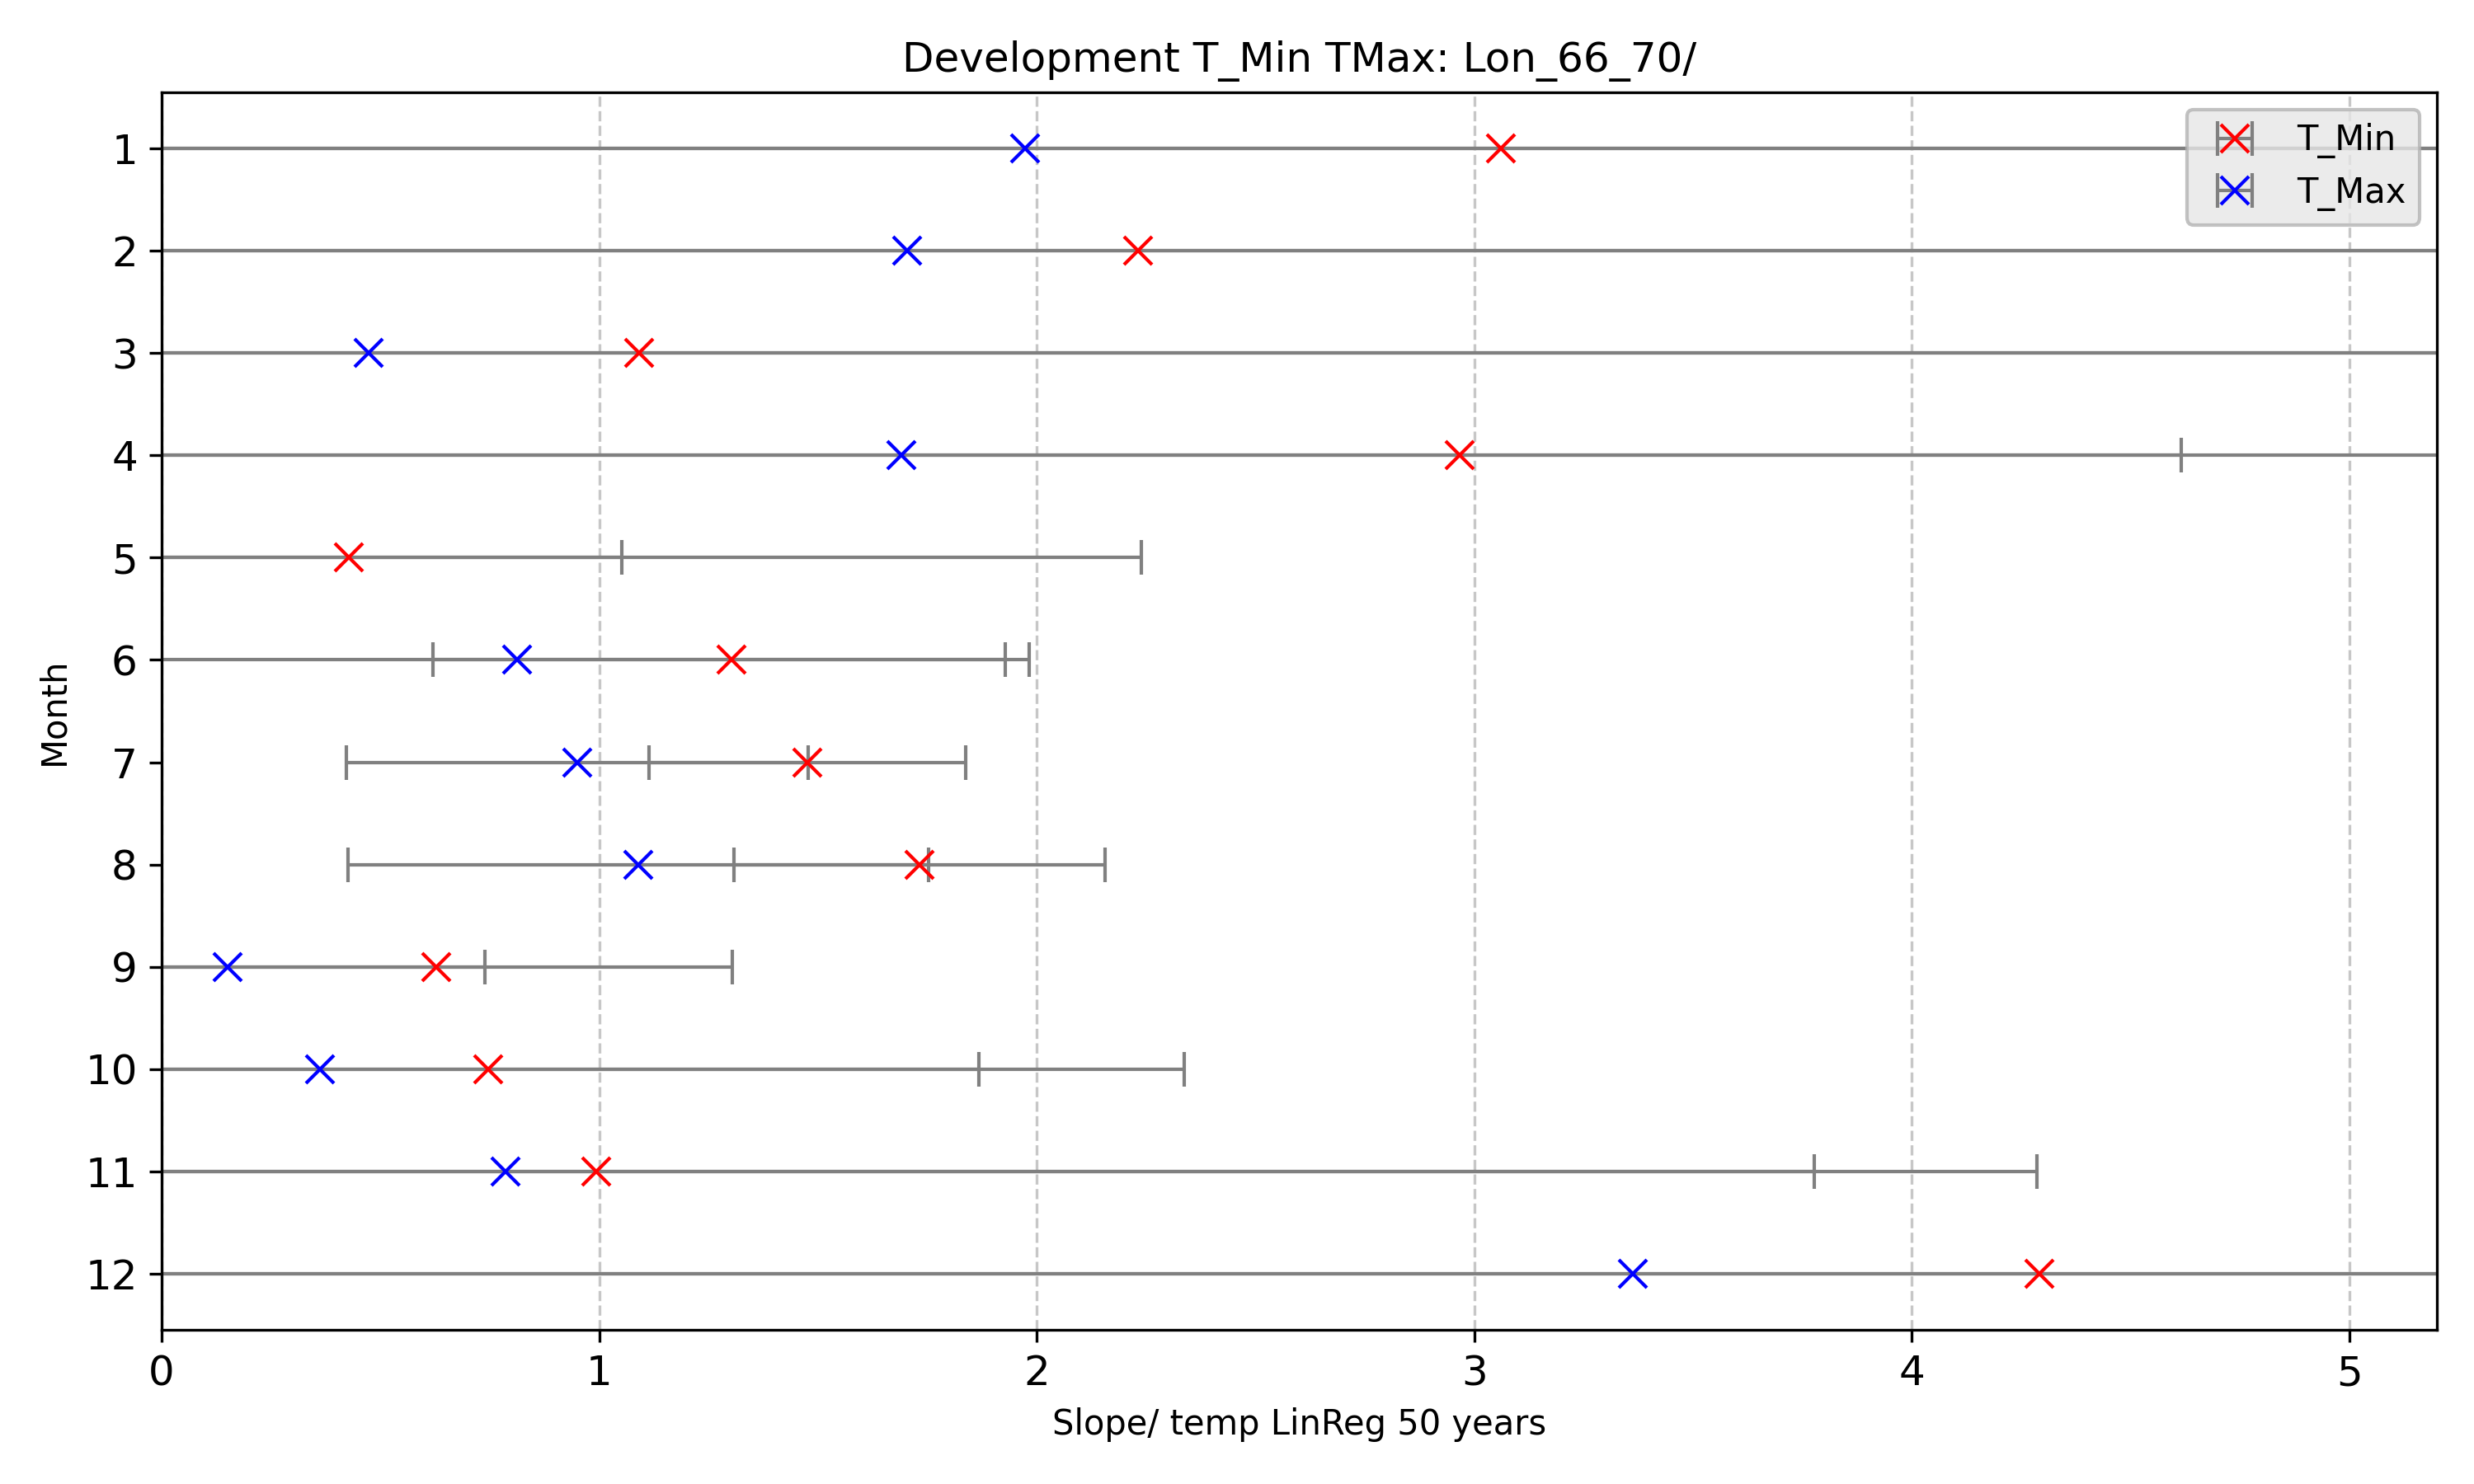 Development T_Min TMax: Lon_66_70/
T_Min
T_Max
Month
1
2
3
4
5
6
7
8
9
10
11
12
0 1 2 3 4 5
Slope/ temp LinReg 50 years